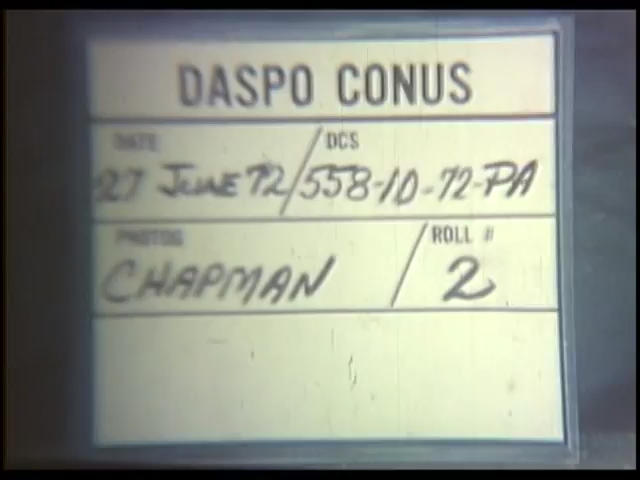 DASPO CONUS
DATE / DCS
27 JUNE 72 / 558-10-72-PA
PHOTOG / ROLL #
CHAPMAN / 2